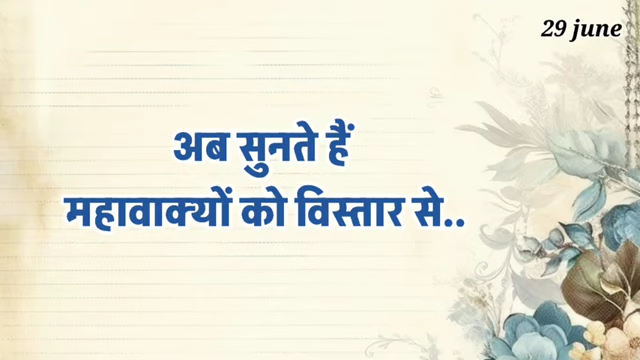 29 june
अब सुनते हैं
महावाक्यों को विस्तार से..